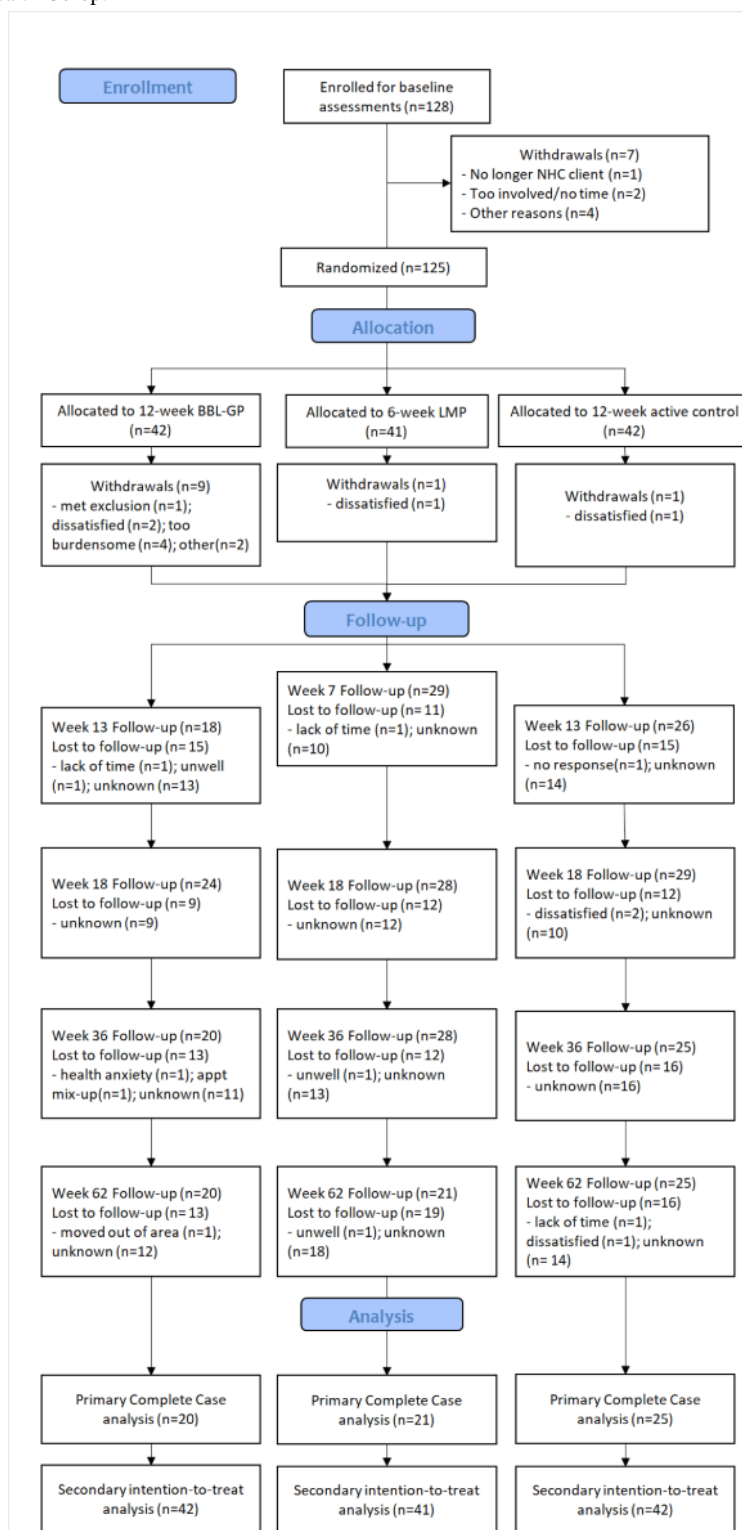 Enrollment
Enrolled for baseline
assessments (n=128)
Withdrawals (n=7)
- No longer NHC client (n=1)
- Too involved/no time (n=2)
- Other reasons (n=4)
Randomized (n=125)
Allocation
Allocated to 12-week BBL-GP
(n=42)
Allocated to 6-week LMP
(n=41)
Allocated to 12-week active control
(n=42)
Withdrawals (n=9)
- met exclusion (n=1);
dissatisfied (n=2); too
burdensome (n=4); other(n=2)
Withdrawals (n=1)
- dissatisfied (n=1)
Withdrawals (n=1)
- dissatisfied (n=1)
Follow-up
Week 13 Follow-up (n=18)
Lost to follow-up (n= 15)
- lack of time (n=1); unwell
(n=1); unknown (n=13)
Week 7 Follow-up (n=29)
Lost to follow-up (n= 11)
- lack of time (n=1); unknown
(n=10)
Week 13 Follow-up (n=26)
Lost to follow-up (n=15)
- no response(n=1); unknown
(n=14)
Week 18 Follow-up (n=24)
Lost to follow-up (n= 9)
- unknown (n=9)
Week 18 Follow-up (n=28)
Lost to follow-up (n=12)
- unknown (n=12)
Week 18 Follow-up (n=29)
Lost to follow-up (n=12)
- dissatisfied (n=2); unknown
(n=10)
Week 36 Follow-up (n=20)
Lost to follow-up (n= 13)
- health anxiety (n=1); appt
mix-up(n=1); unknown (n=11)
Week 36 Follow-up (n=28)
Lost to follow-up (n= 12)
- unwell (n=1); unknown
(n=13)
Week 36 Follow-up (n=25)
Lost to follow-up (n= 16)
- unknown (n=16)
Week 62 Follow-up (n=20)
Lost to follow-up (n=13)
- moved out of area (n=1);
unknown (n=12)
Week 62 Follow-up (n=21)
Lost to follow-up (n= 19)
- unwell (n=1); unknown
(n=18)
Week 62 Follow-up (n=25)
Lost to follow-up (n=16)
- lack of time (n=1);
dissatisfied (n=1); unknown
(n= 14)
Analysis
Primary Complete Case
analysis (n=20)
Primary Complete Case
analysis (n=21)
Primary Complete Case
analysis (n=25)
Secondary intention-to-treat
analysis (n=42)
Secondary intention-to-treat
analysis (n=41)
Secondary intention-to-treat
analysis (n=42)